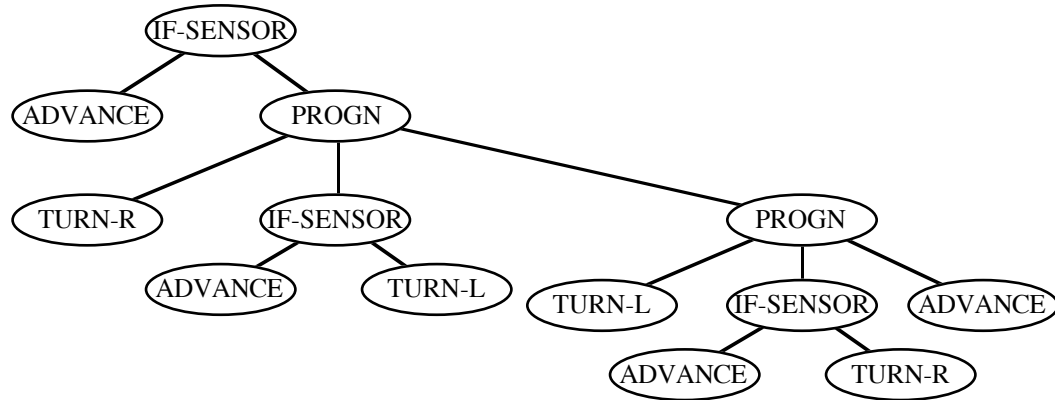 IF-SENSOR
ADVANCE
PROGN
TURN-R
IF-SENSOR
PROGN
ADVANCE
TURN-L
TURN-L
IF-SENSOR
ADVANCE
ADVANCE
TURN-R